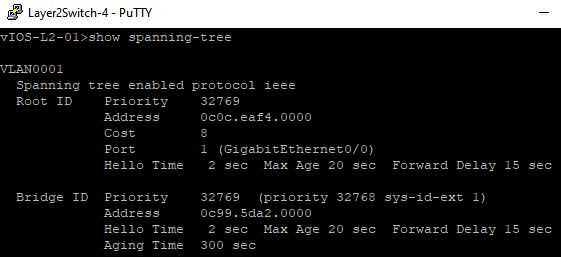 Layer2Switch-4 - PuTTY
vIOS-L2-01>show spanning-tree
VLAN0001
  Spanning tree enabled protocol ieee
  Root ID    Priority    32769
             Address     0c0c.eaf4.0000
             Cost        8
             Port        1 (GigabitEthernet0/0)
             Hello Time   2 sec  Max Age 20 sec  Forward Delay 15 sec
  Bridge ID  Priority    32769  (priority 32768 sys-id-ext 1)
             Address     0c99.5da2.0000
             Hello Time   2 sec  Max Age 20 sec  Forward Delay 15 sec
             Aging Time  300 sec